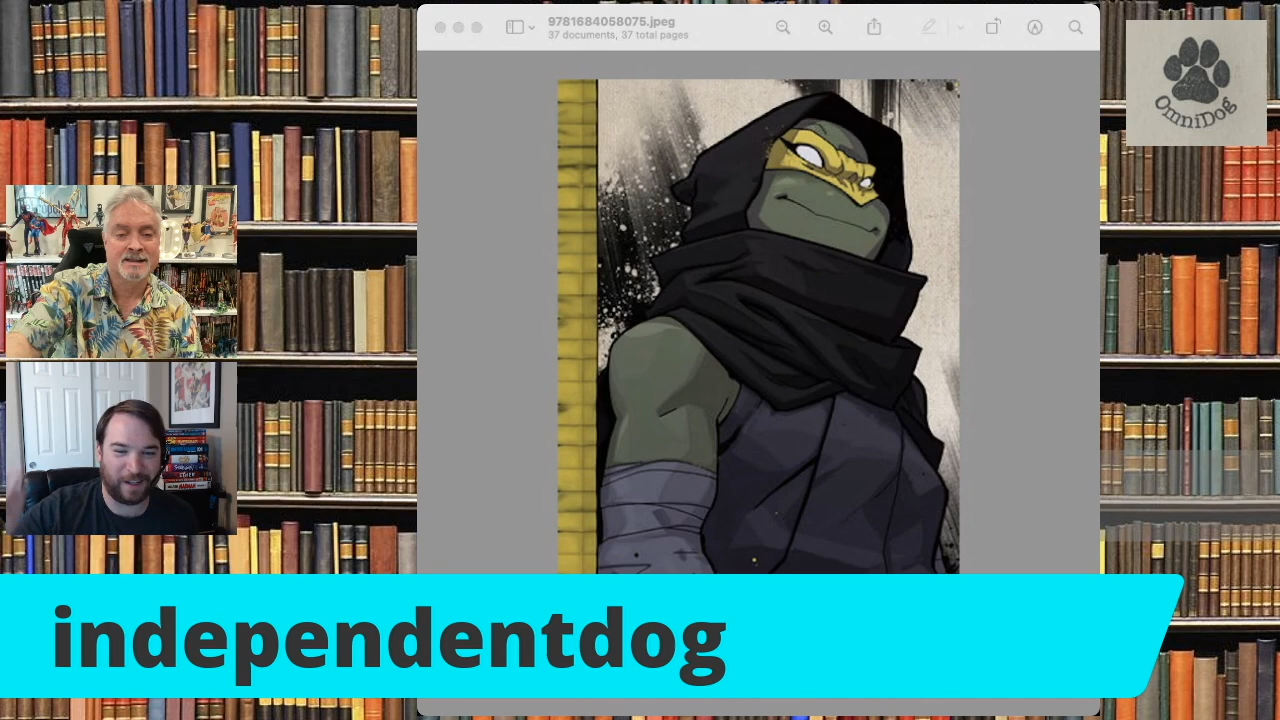 9781684058075.jpeg
37 documents, 37 total pages
OmniDog
independentdog